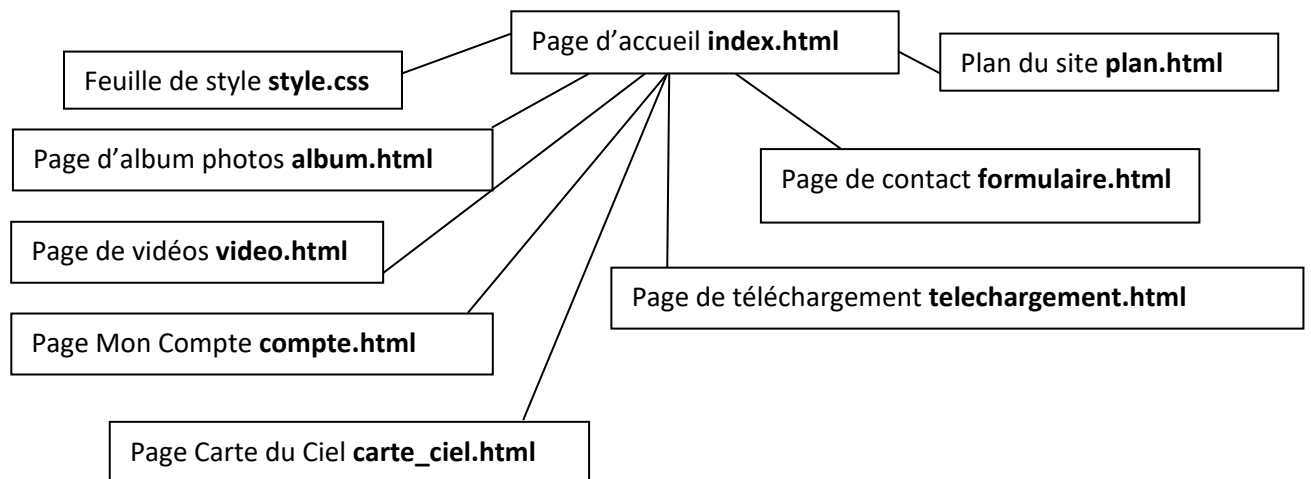 Page d’accueil index.html
Plan du site plan.html
Feuille de style style.css
Page d’album photos album.html
Page de contact formulaire.html
Page de vidéos video.html
Page de téléchargement telechargement.html
Page Mon Compte compte.html
Page Carte du Ciel carte_ciel.html